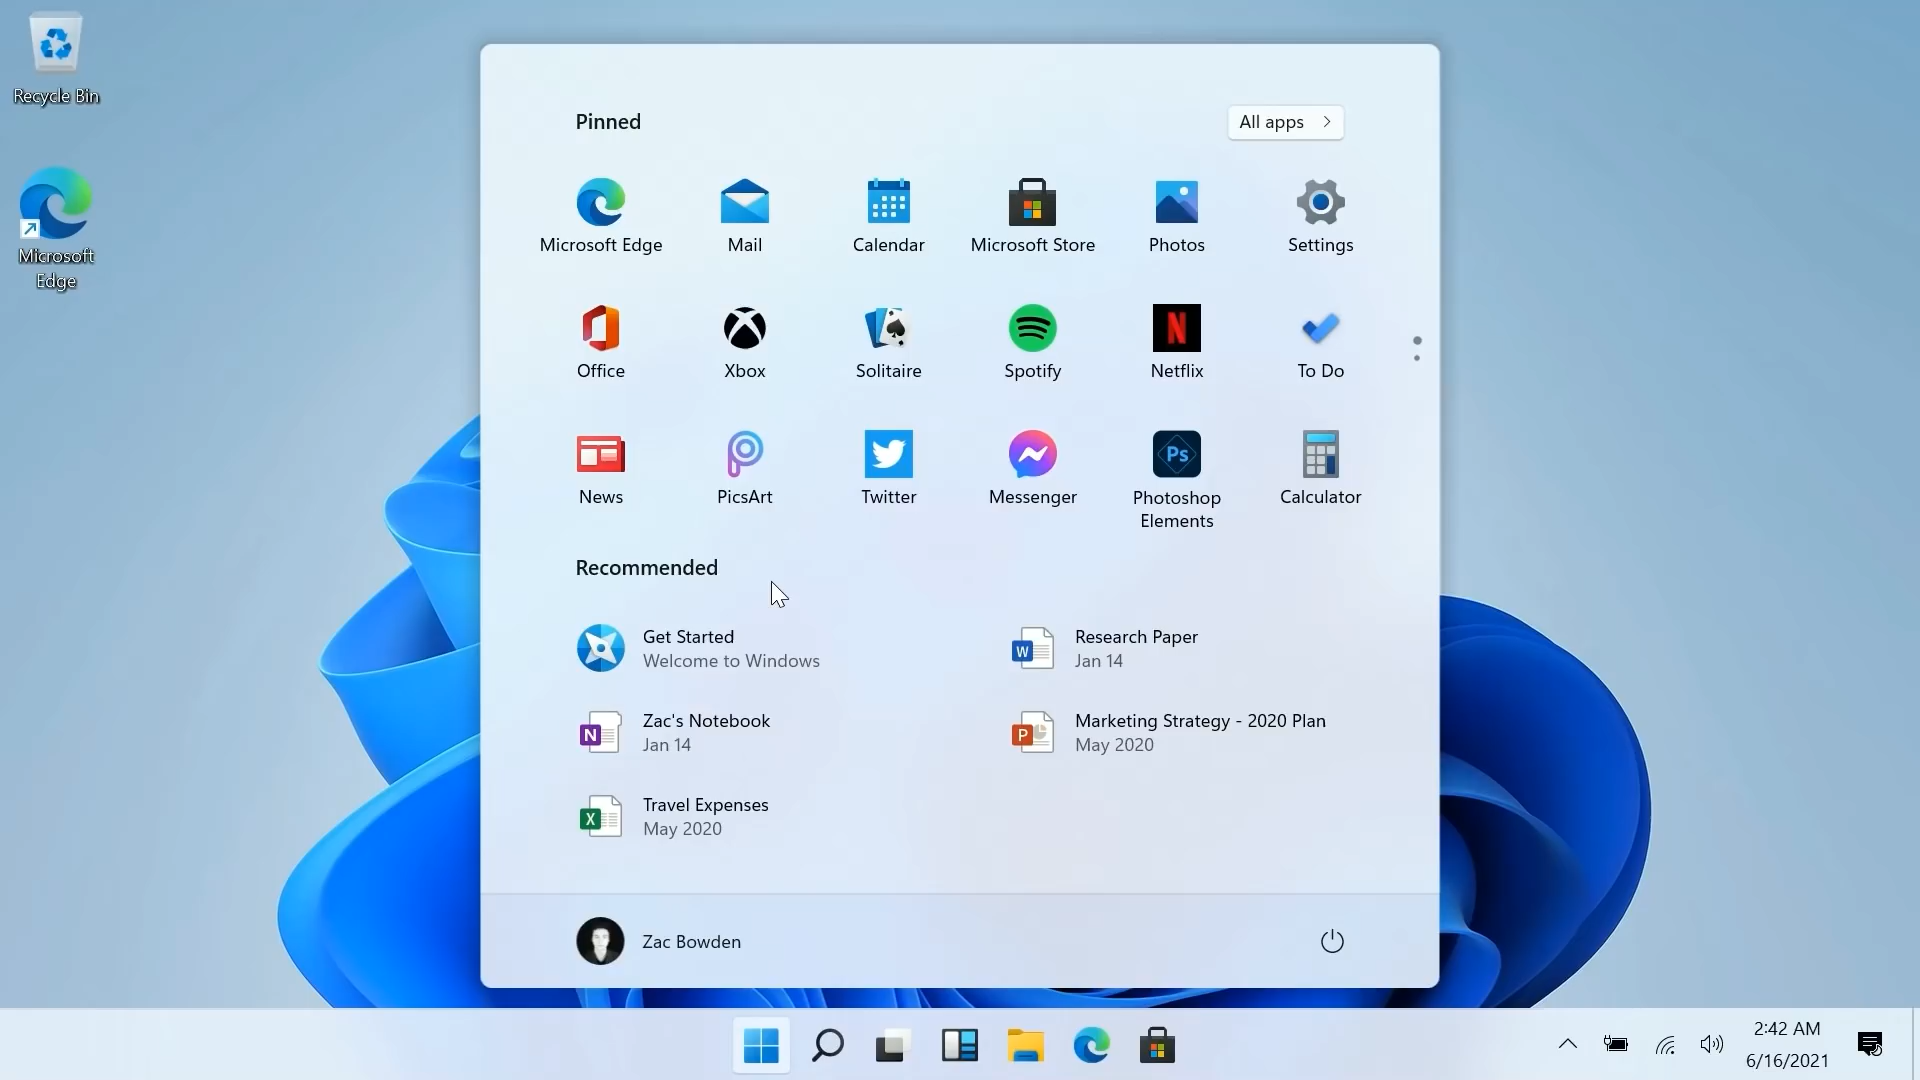 Recycle Bin
Microsoft
Edge
Pinned
All apps
Microsoft Edge
Mail
Calendar
Microsoft Store
Photos
Settings
Office
Xbox
Solitaire
Spotify
N
Netflix
To Do
News
PicsArt
Twitter
Messenger
Ps
Photoshop
Elements
Calculator
Recommended
Get Started
Welcome to Windows
W
Research Paper
Jan 14
N
Zac's Notebook
Jan 14
P
Marketing Strategy - 2020 Plan
May 2020
X
Travel Expenses
May 2020
Zac Bowden
2:42 AM
6/16/2021